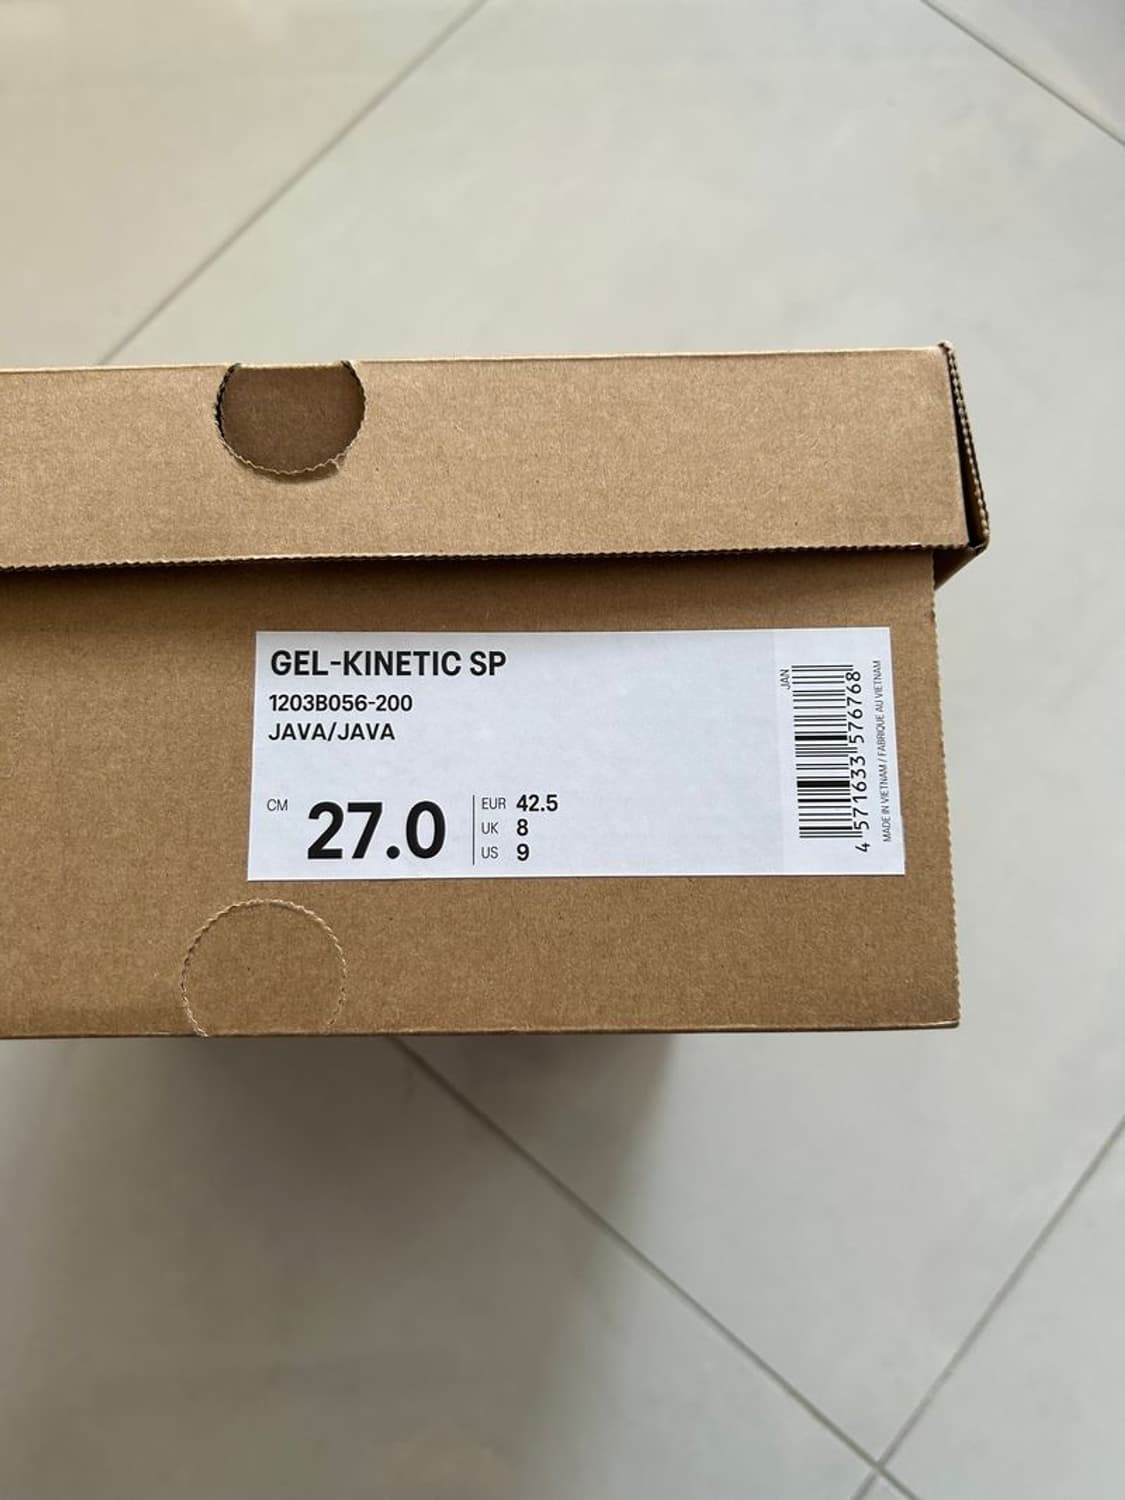 GEL-KINETIC SP
1203B056-200
JAVA/JAVA
CM 27.0
EUR 42.5
UK 8
US 9
JAN
4 571633 576768
MADE IN VIETNAM / FABRIQUE AU VIETNAM